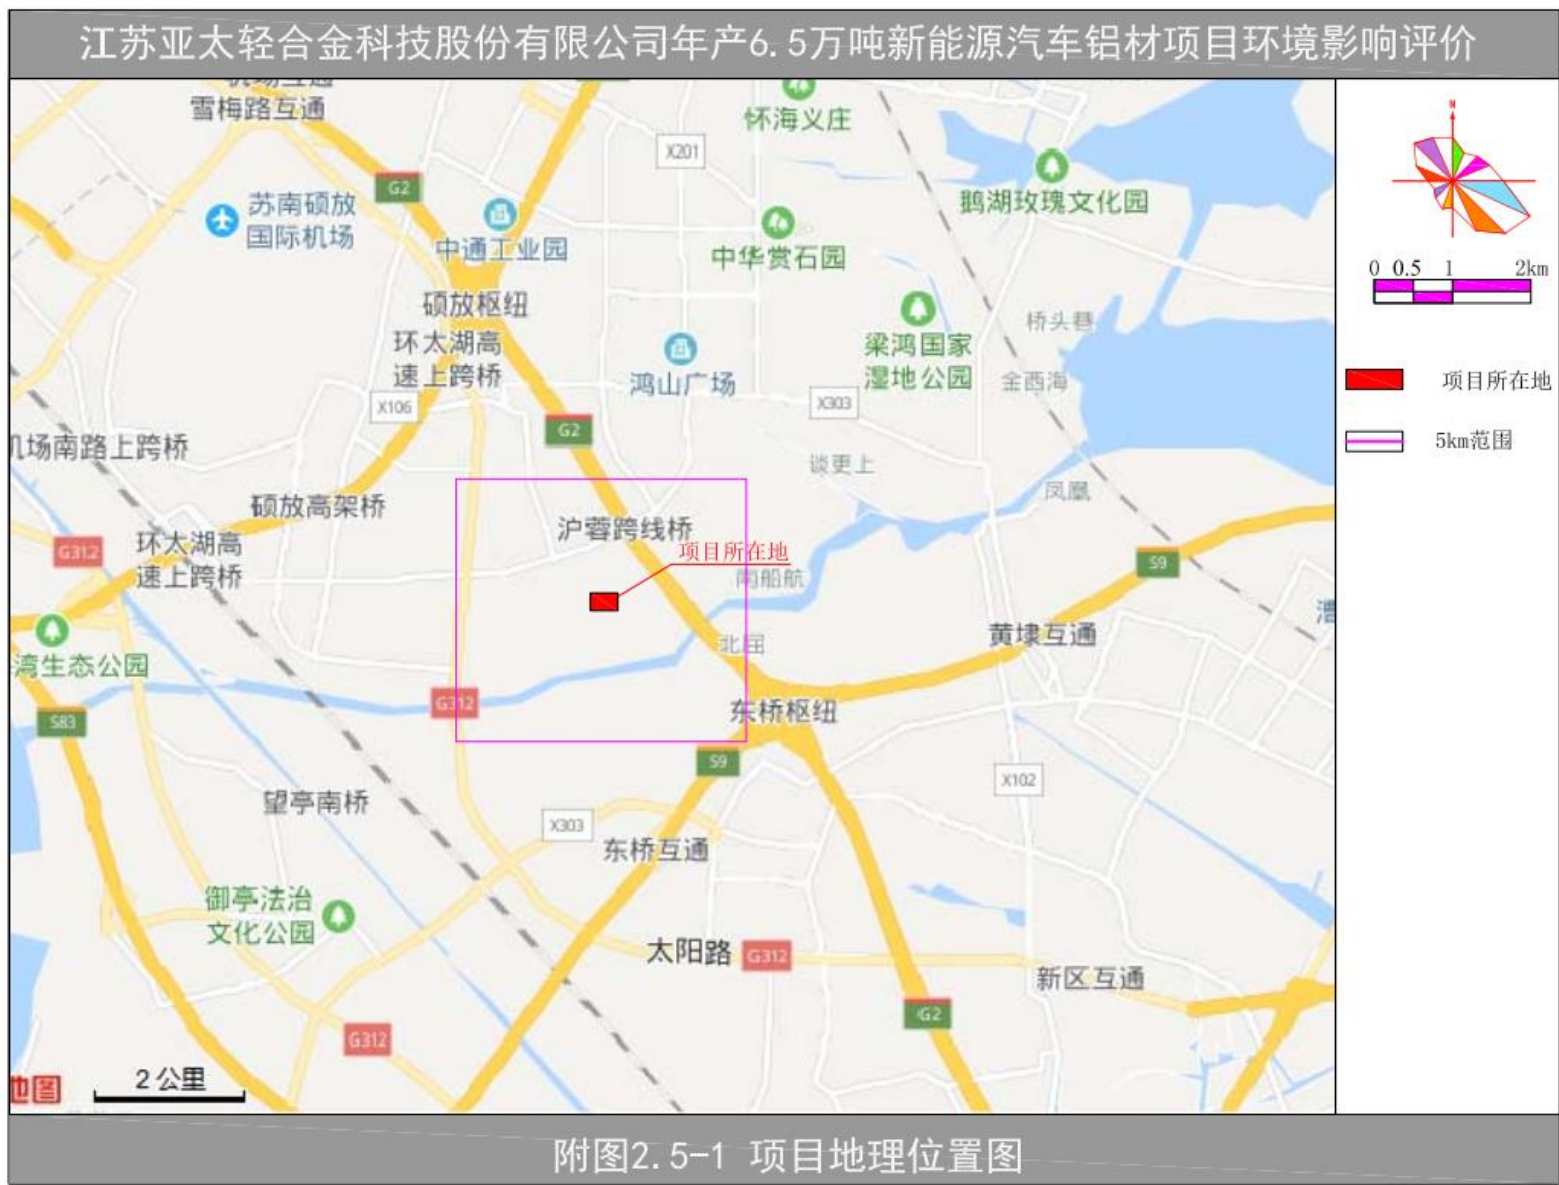 江苏亚太轻合金科技股份有限公司年产6.5万吨新能源汽车铝材项目环境影响评价
机场互通
雪梅路互通
怀海义庄
X201
G2
苏南硕放
国际机场
中通工业园
中华赏石园
鹅湖玫瑰文化园
硕放枢纽
环太湖高
速上跨桥
鸿山广场
梁鸿国家
湿地公园
桥头巷
金西海
X106
X303
G2
机场南路上跨桥
谈更上
凤凰
硕放高架桥
沪蓉跨线桥
G312
环太湖高
速上跨桥
项目所在地
S9
北屈
黄埭互通
湾生态公园
G312
S83
东桥枢纽
S9
X102
望亭南桥
X303
东桥互通
御亭法治
文化公园
太阳路
G312
新区互通
G2
G312
地图
2公里
N
0 0.5 1 2km
项目所在地
5km范围
附图2.5-1 项目地理位置图